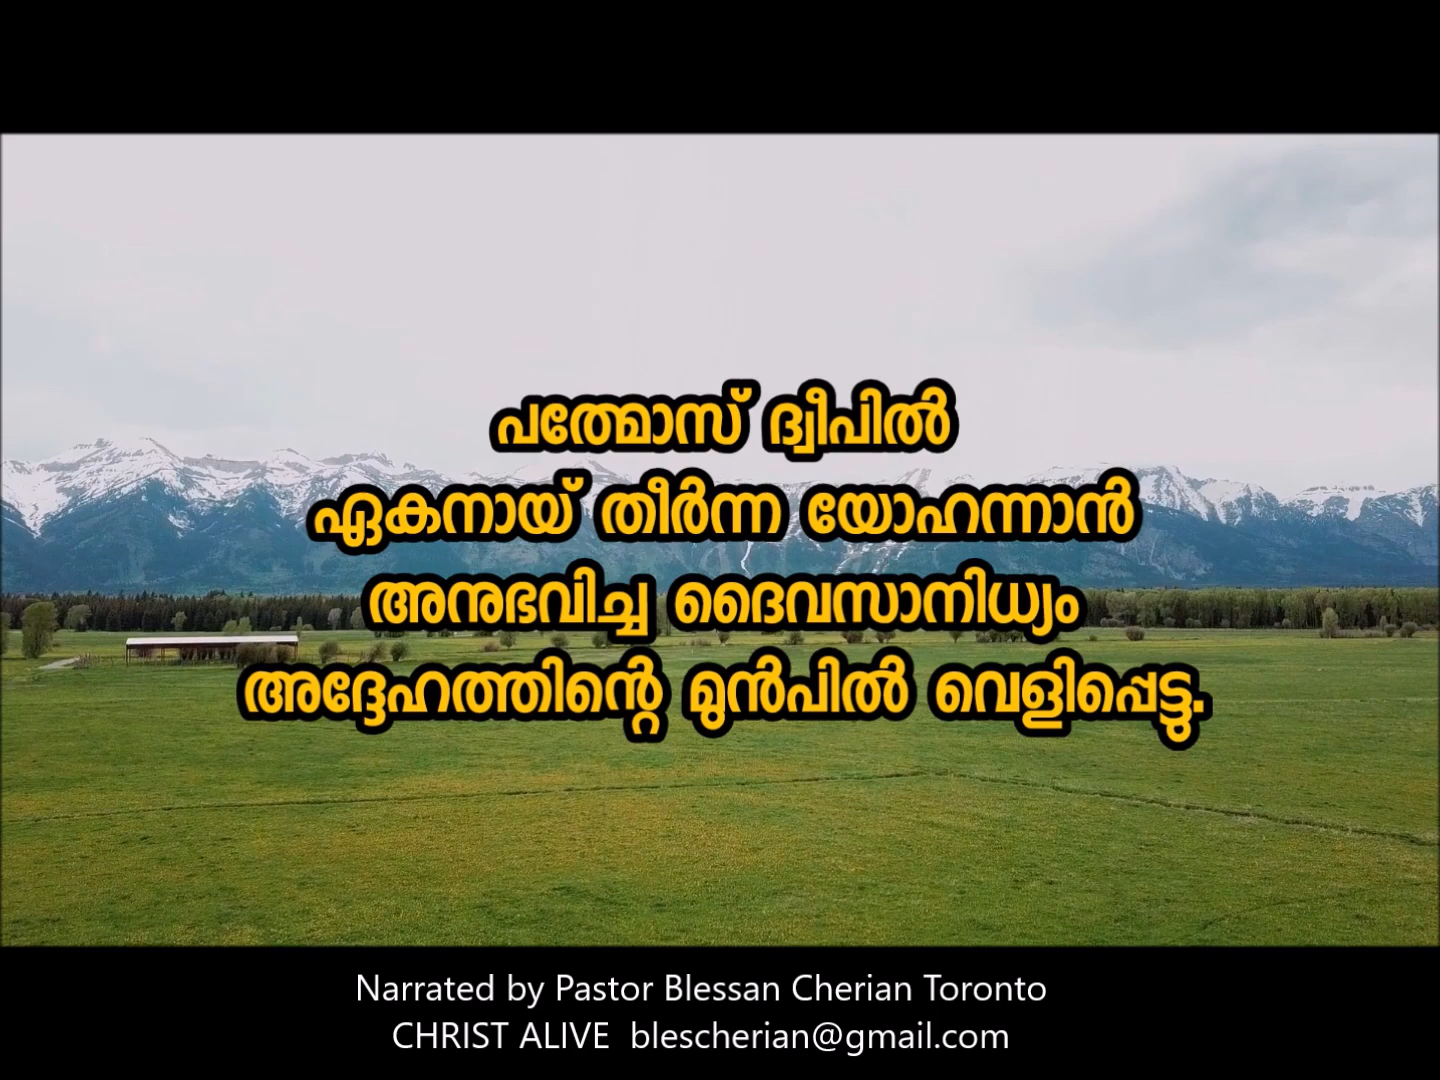 പത്മോസ് ദ്വീപിൽ
ഏകനായ് തീർന്ന യോഹന്നാൻ
അനുഭവിച്ച ദൈവസാനിധ്യം
അദ്ദേഹത്തിന്റെ മുൻപിൽ വെളിപ്പെട്ടു.
Narrated by Pastor Blessan Cherian Toronto
CHRIST ALIVE blescherian@gmail.com